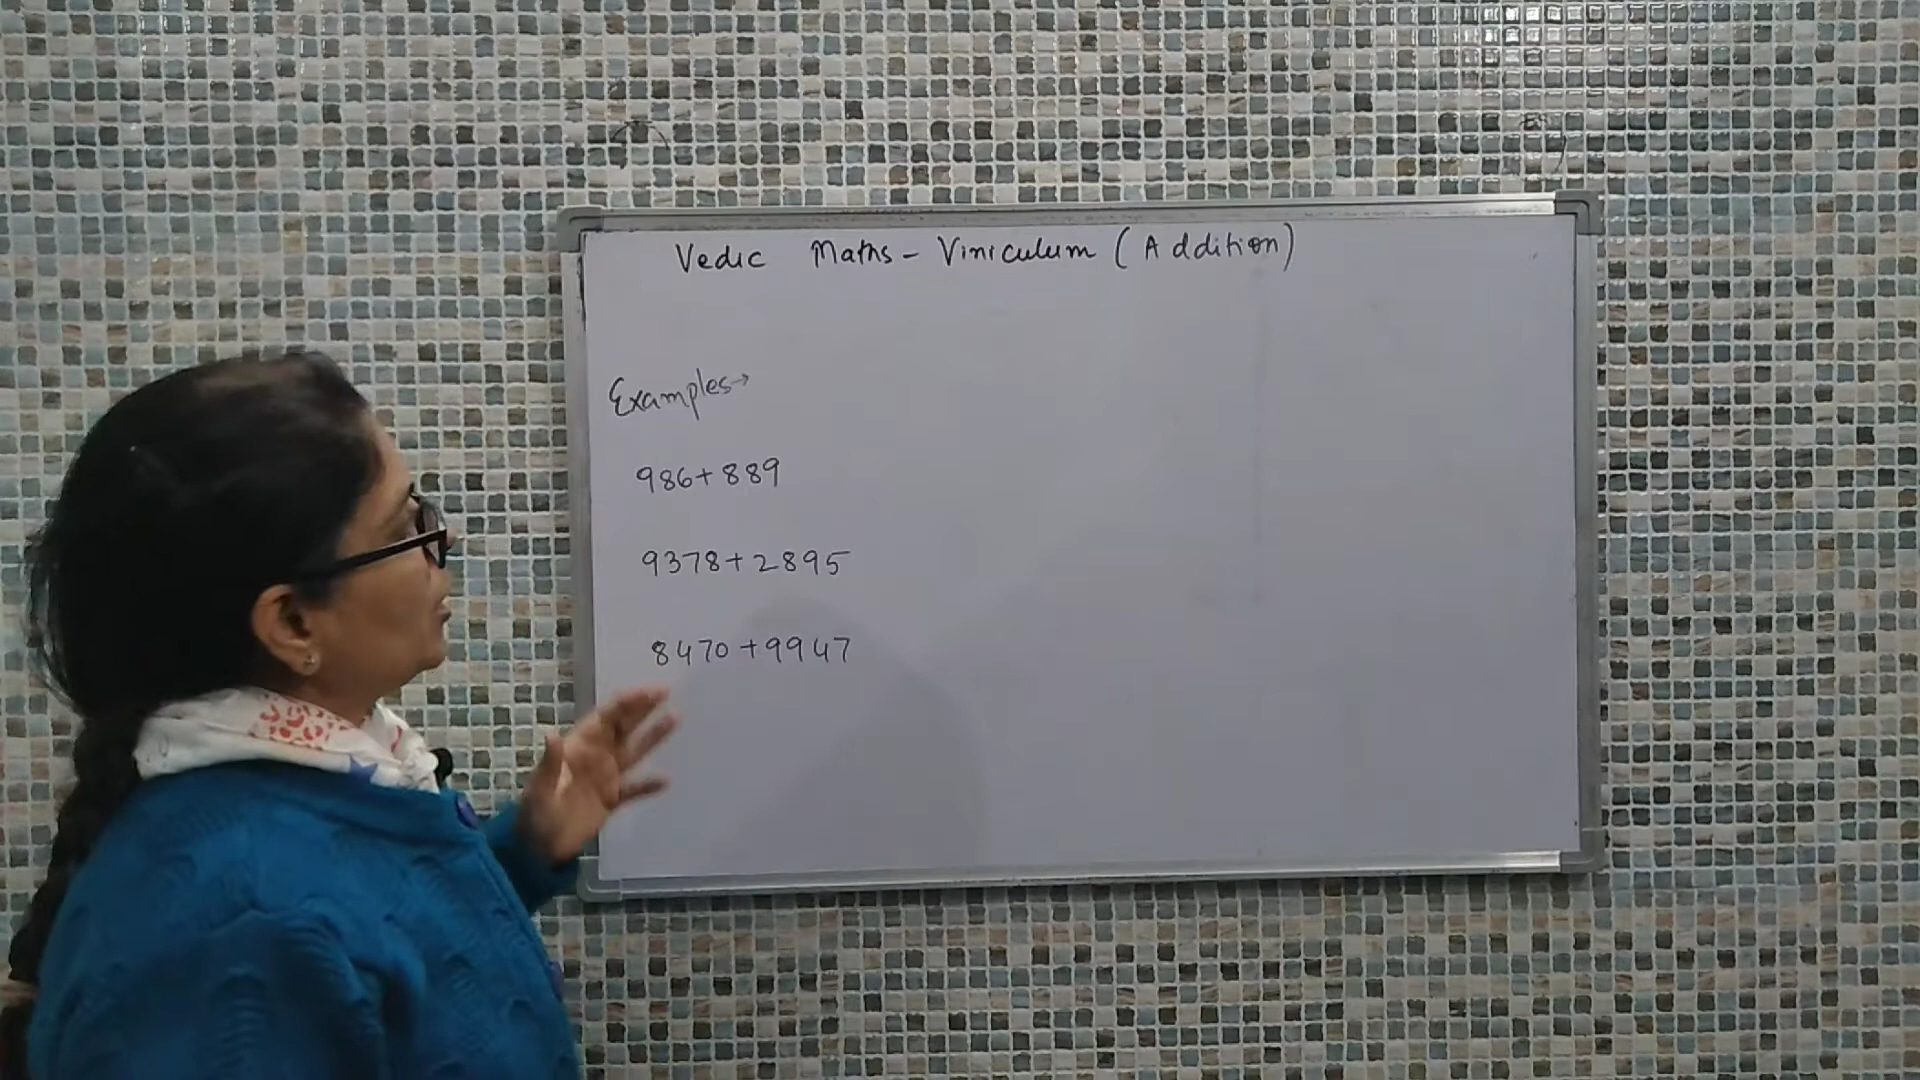 Vedic Maths - Viniculum (Addition)
Examples→
986+889
9378+2895
8470+9947